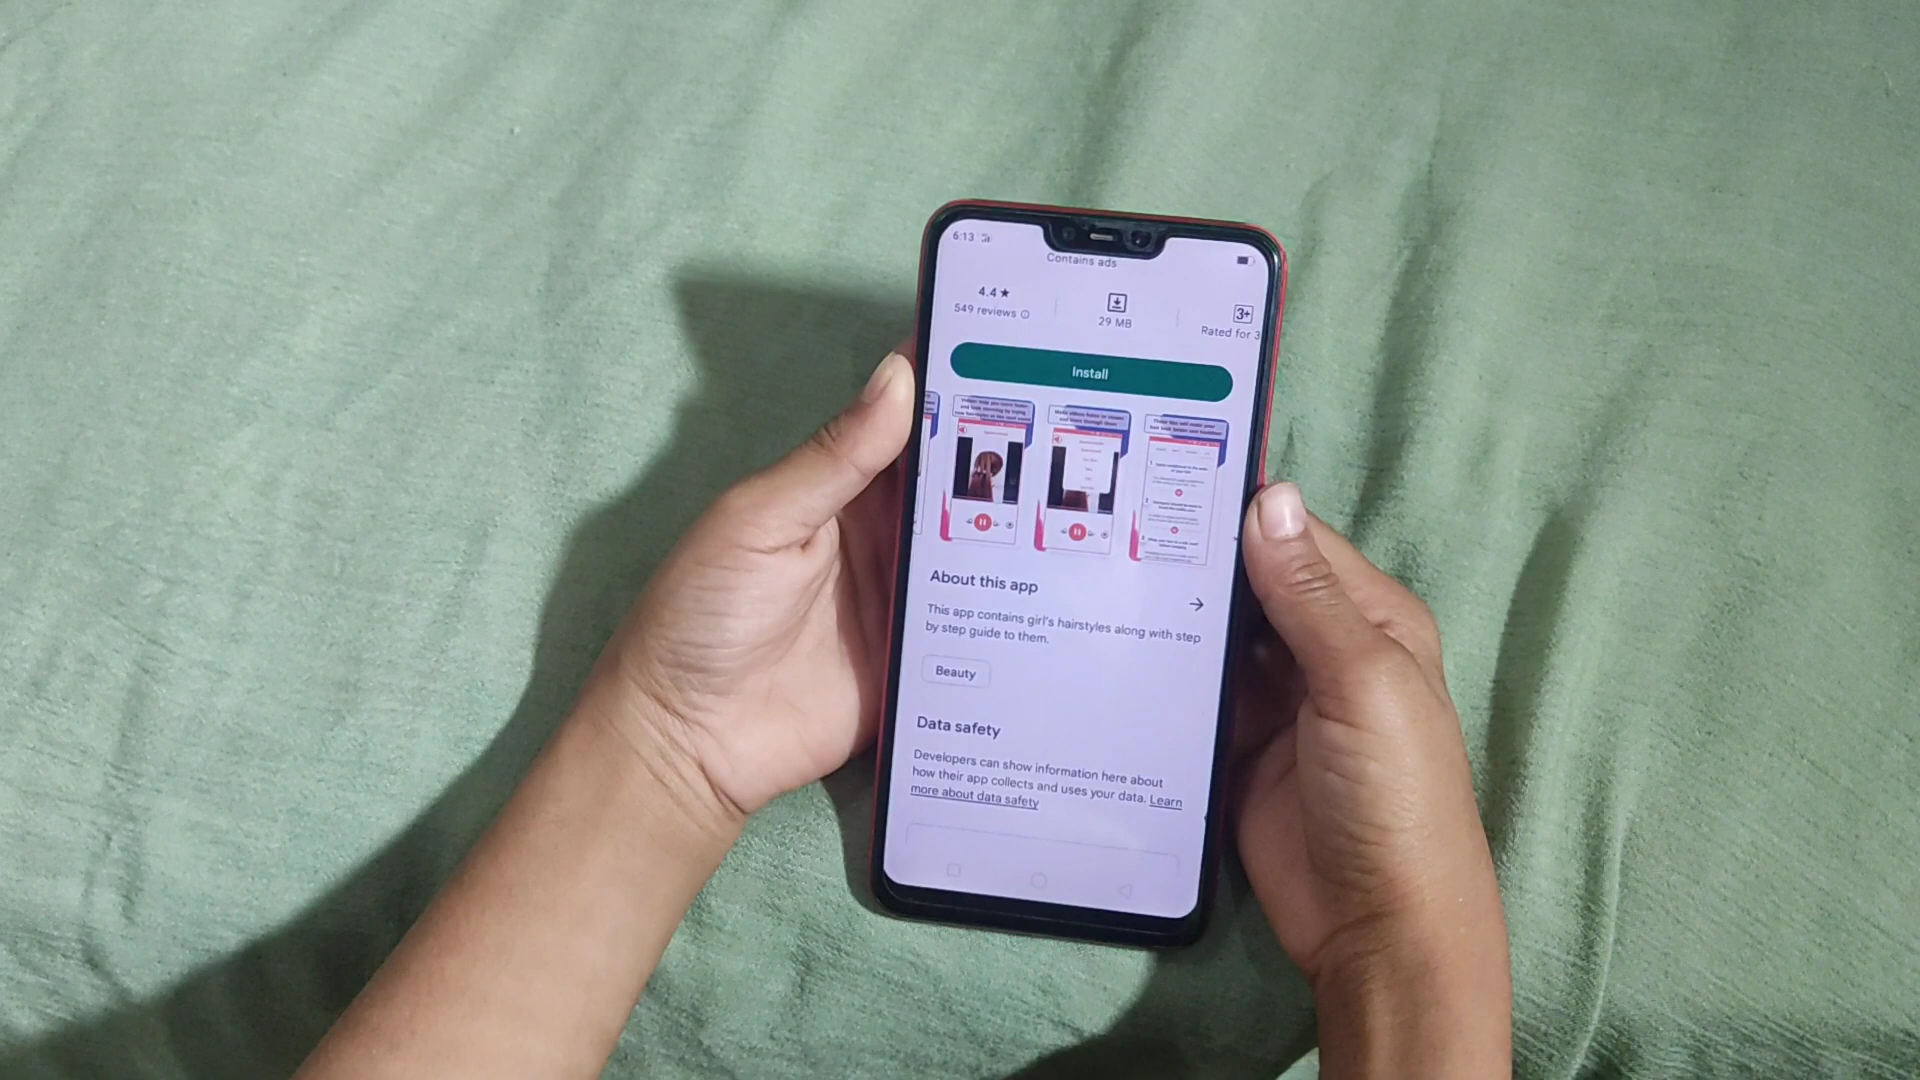 6:13
Contains ads
4.4★
549 reviews
29 MB
3+
Rated for 3
Install
About this app
This app contains girl's hairstyles along with step
by step guide to them.
Beauty
Data safety
Developers can show information here about
how their app collects and uses your data. Learn
more about data safety